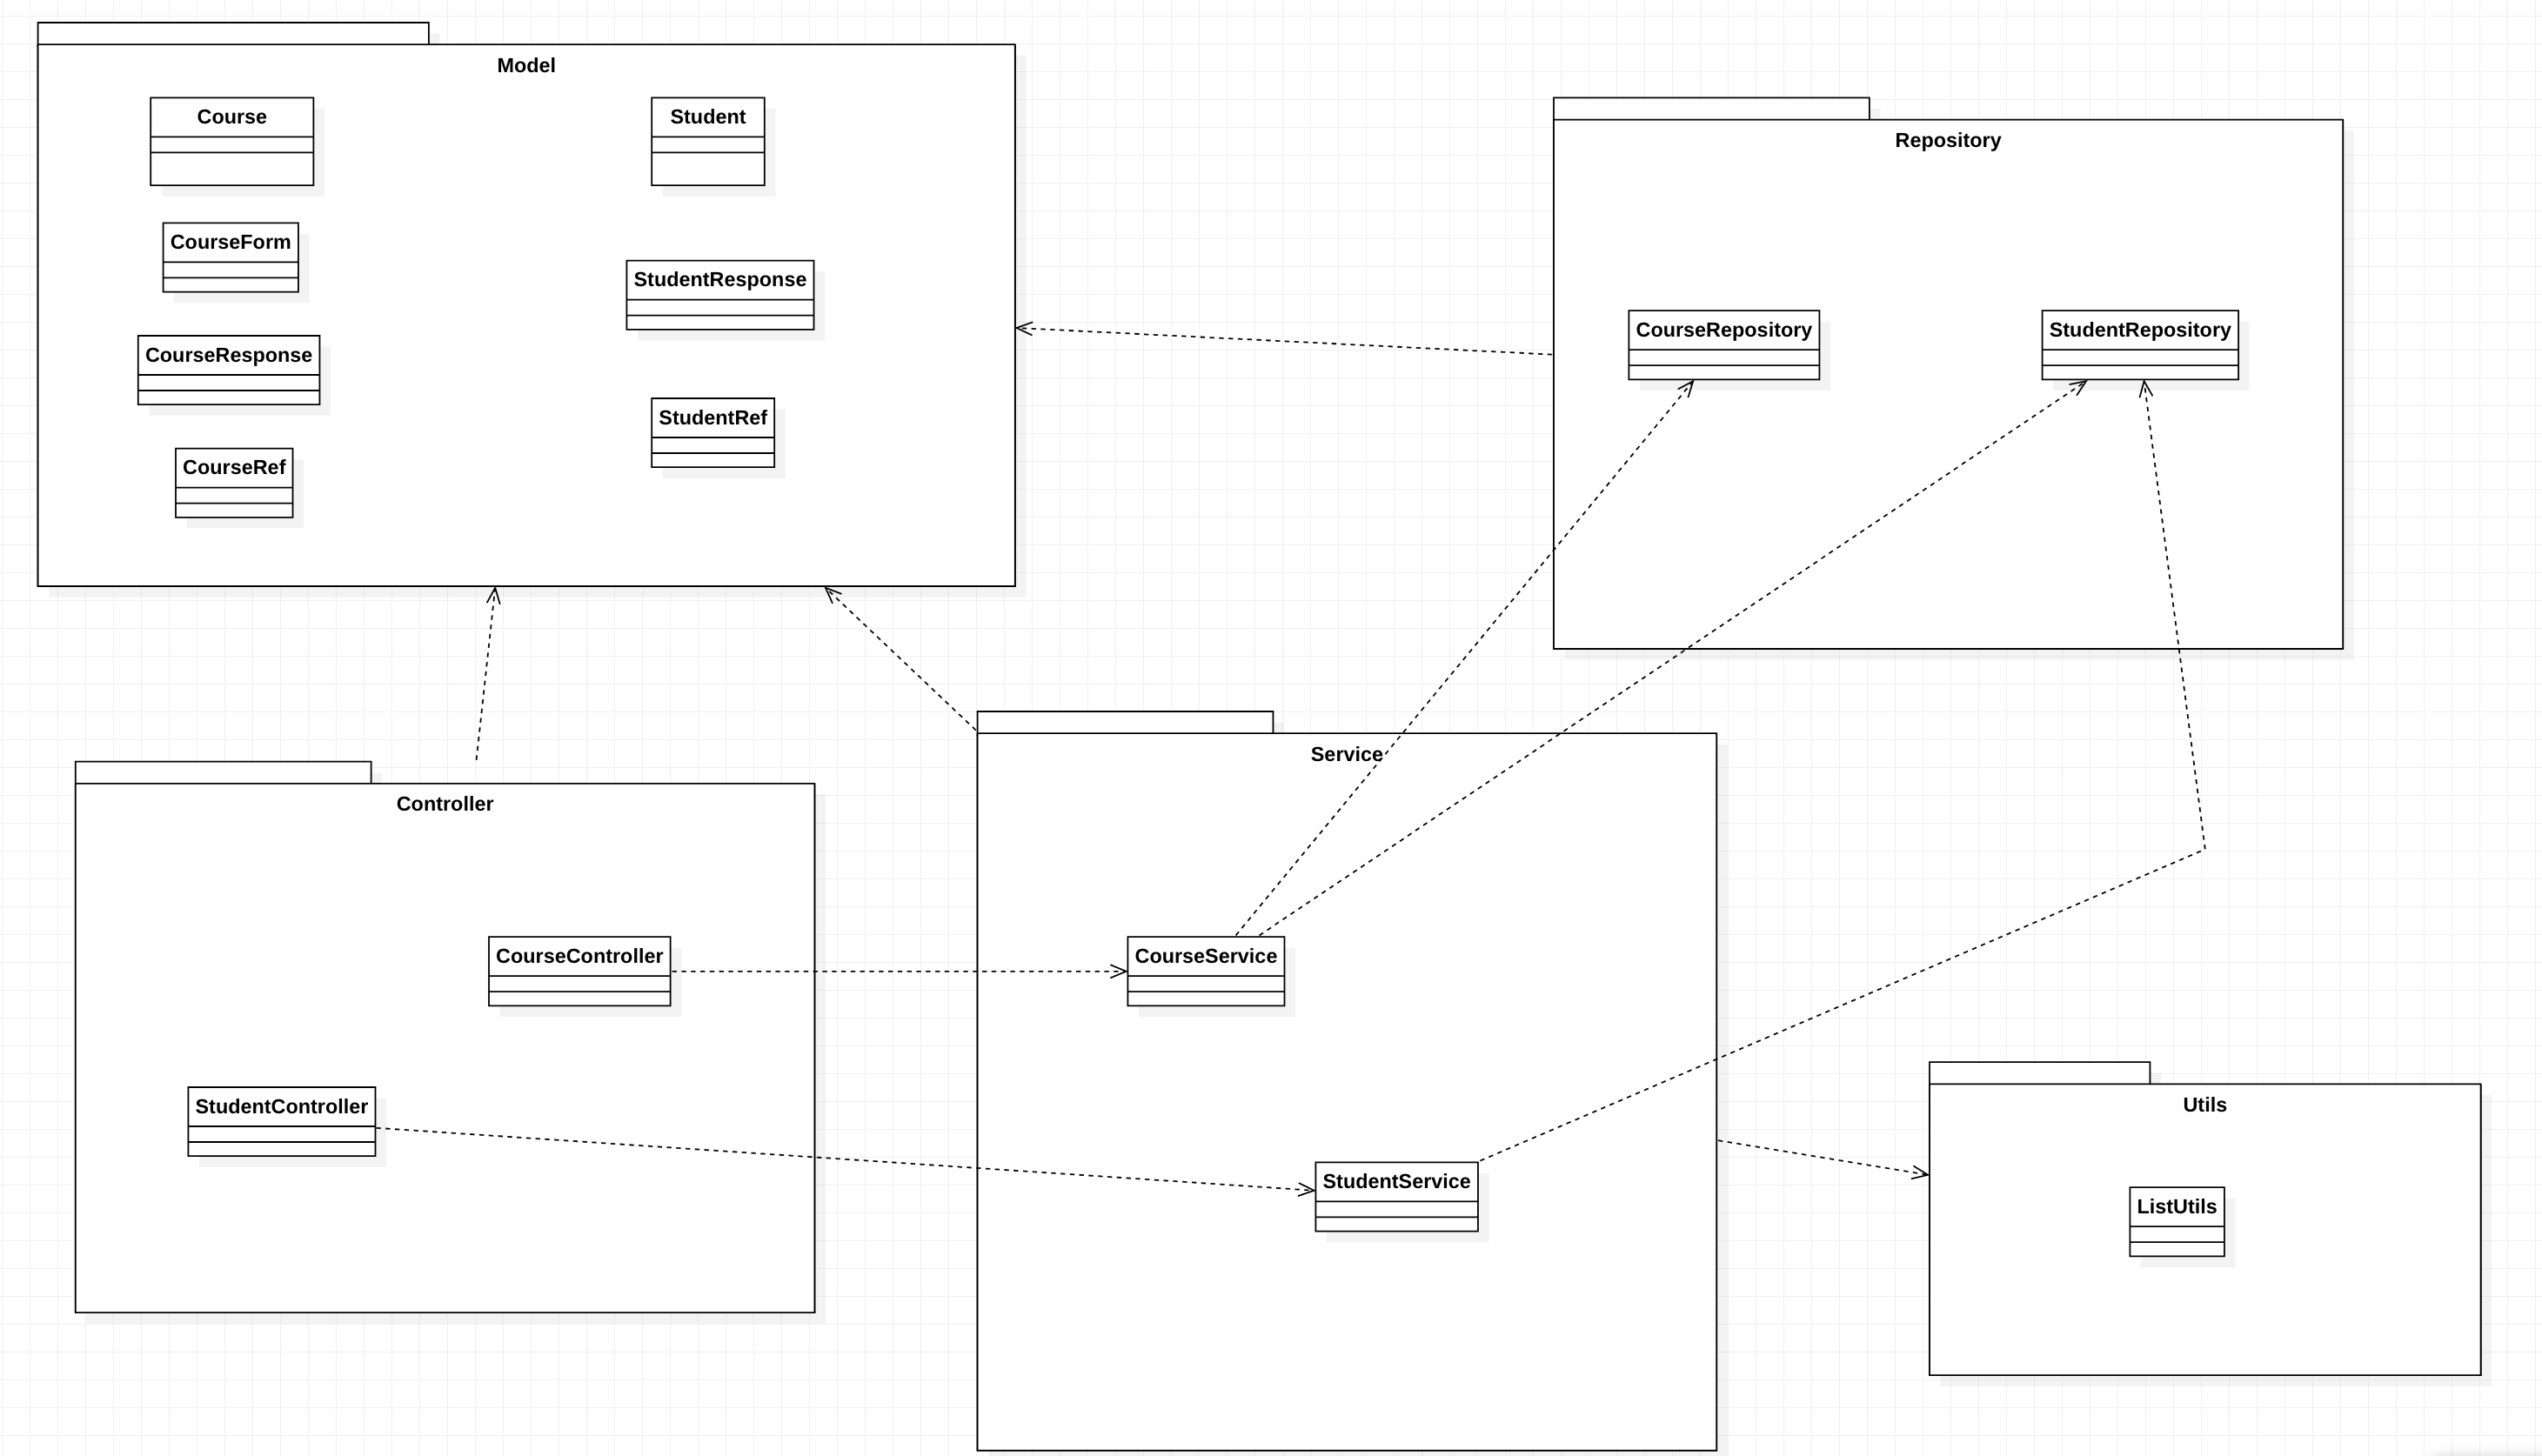 Model
Course
Student
CourseForm
StudentResponse
CourseResponse
StudentRef
CourseRef
Repository
CourseRepository
StudentRepository
Controller
CourseController
StudentController
Service
CourseService
StudentService
Utils
ListUtils